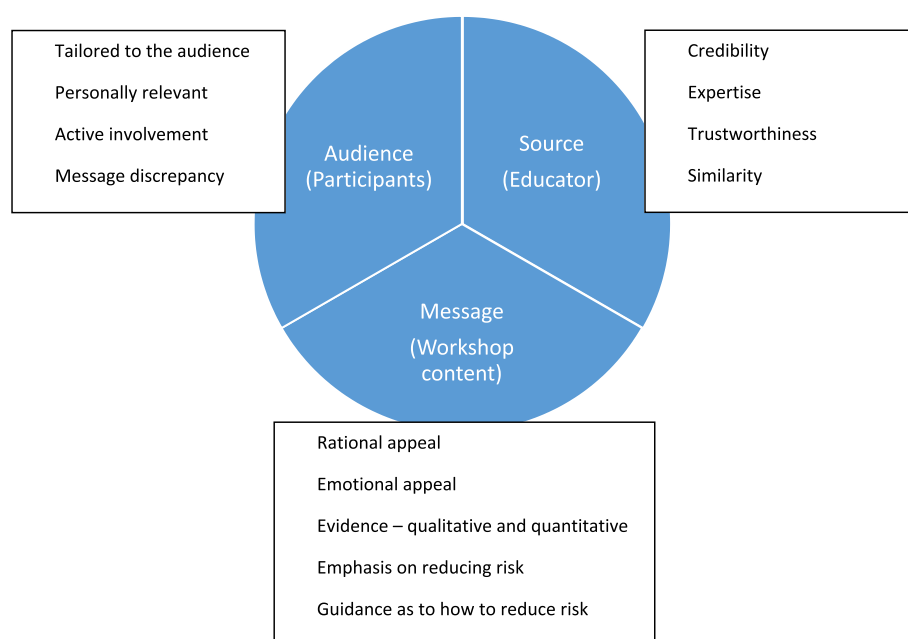 Tailored to the audience
Personally relevant
Active involvement
Message discrepancy
Audience
(Participants)
Source
(Educator)
Credibility
Expertise
Trustworthiness
Similarity
Message
(Workshop
content)
Rational appeal
Emotional appeal
Evidence – qualitative and quantitative
Emphasis on reducing risk
Guidance as to how to reduce risk